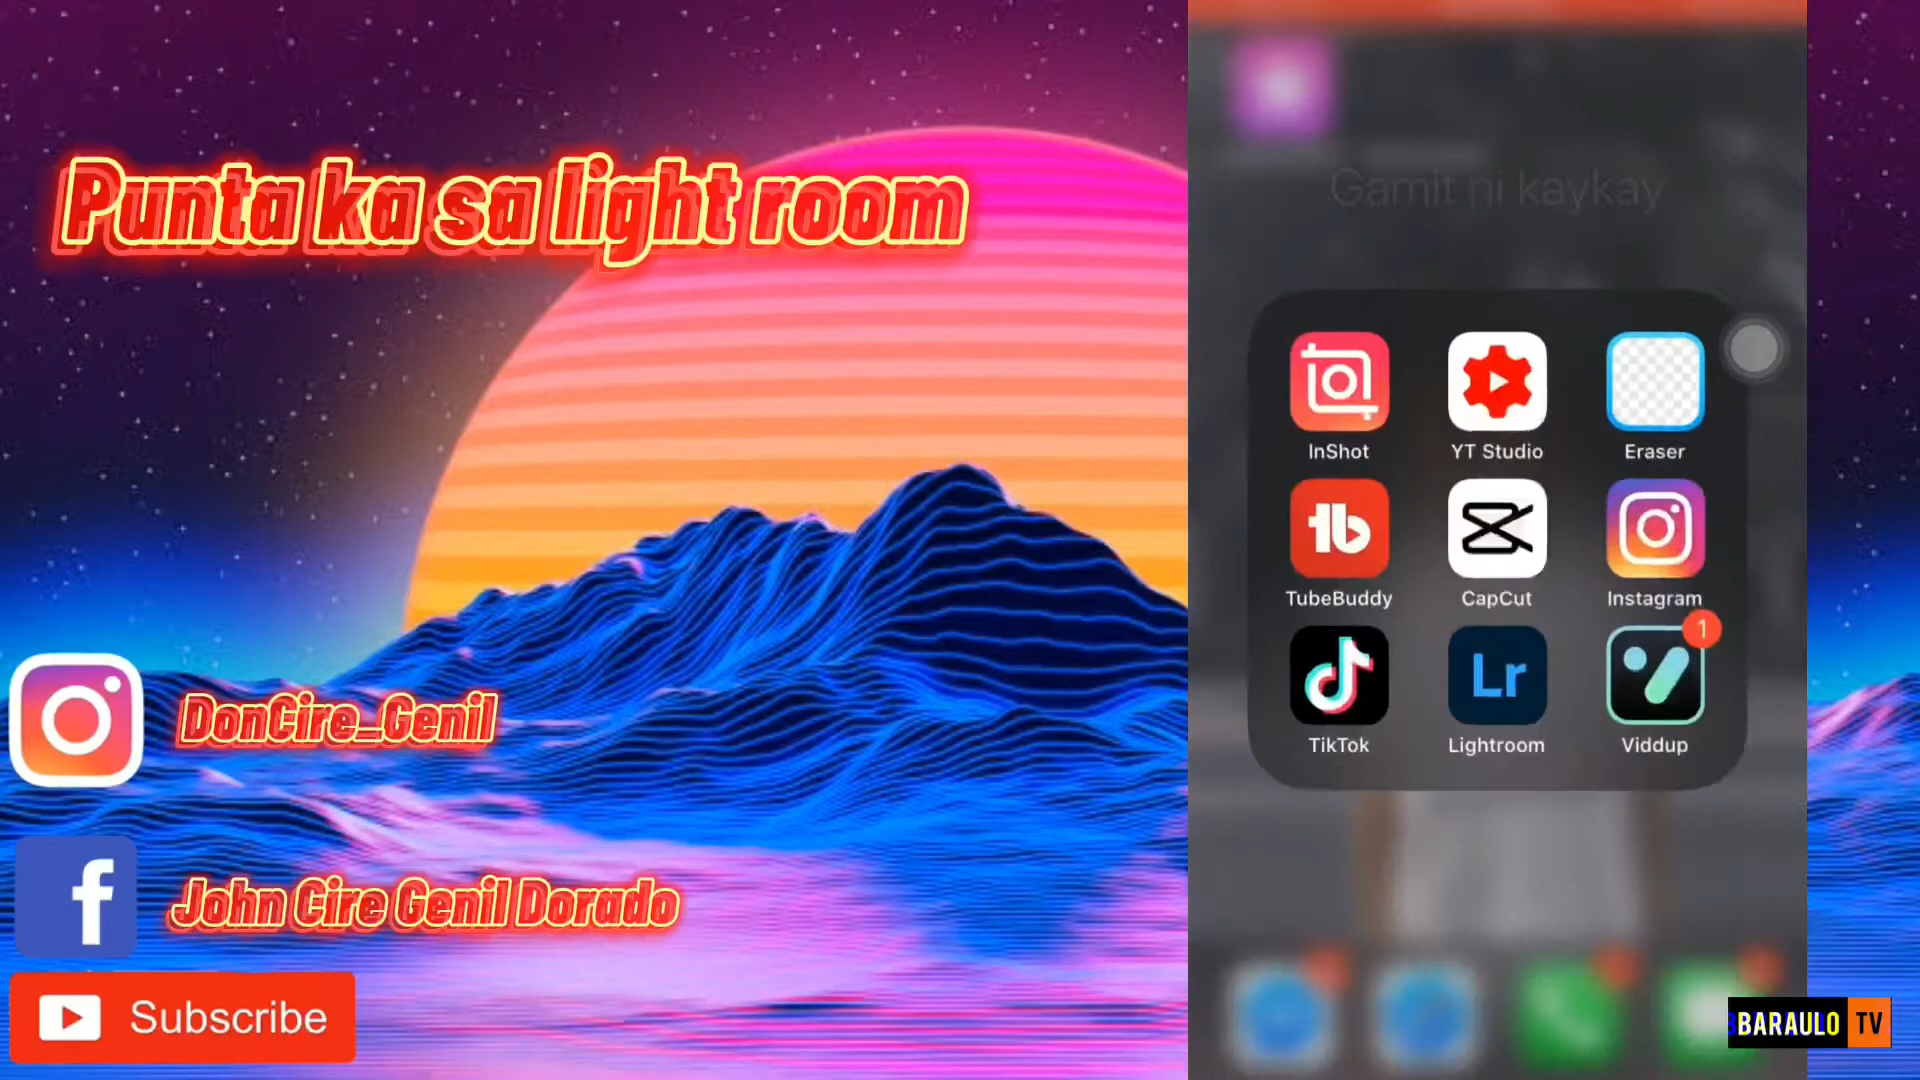 Punta ka sa light room
DonCire_Genil
John Cire Genil Dorado
Subscribe
Gamit ni kaykay
InShot
YT Studio
Eraser
TubeBuddy
CapCut
Instagram
1
TikTok
Lr
Lightroom
Viddup
BARAULO TV